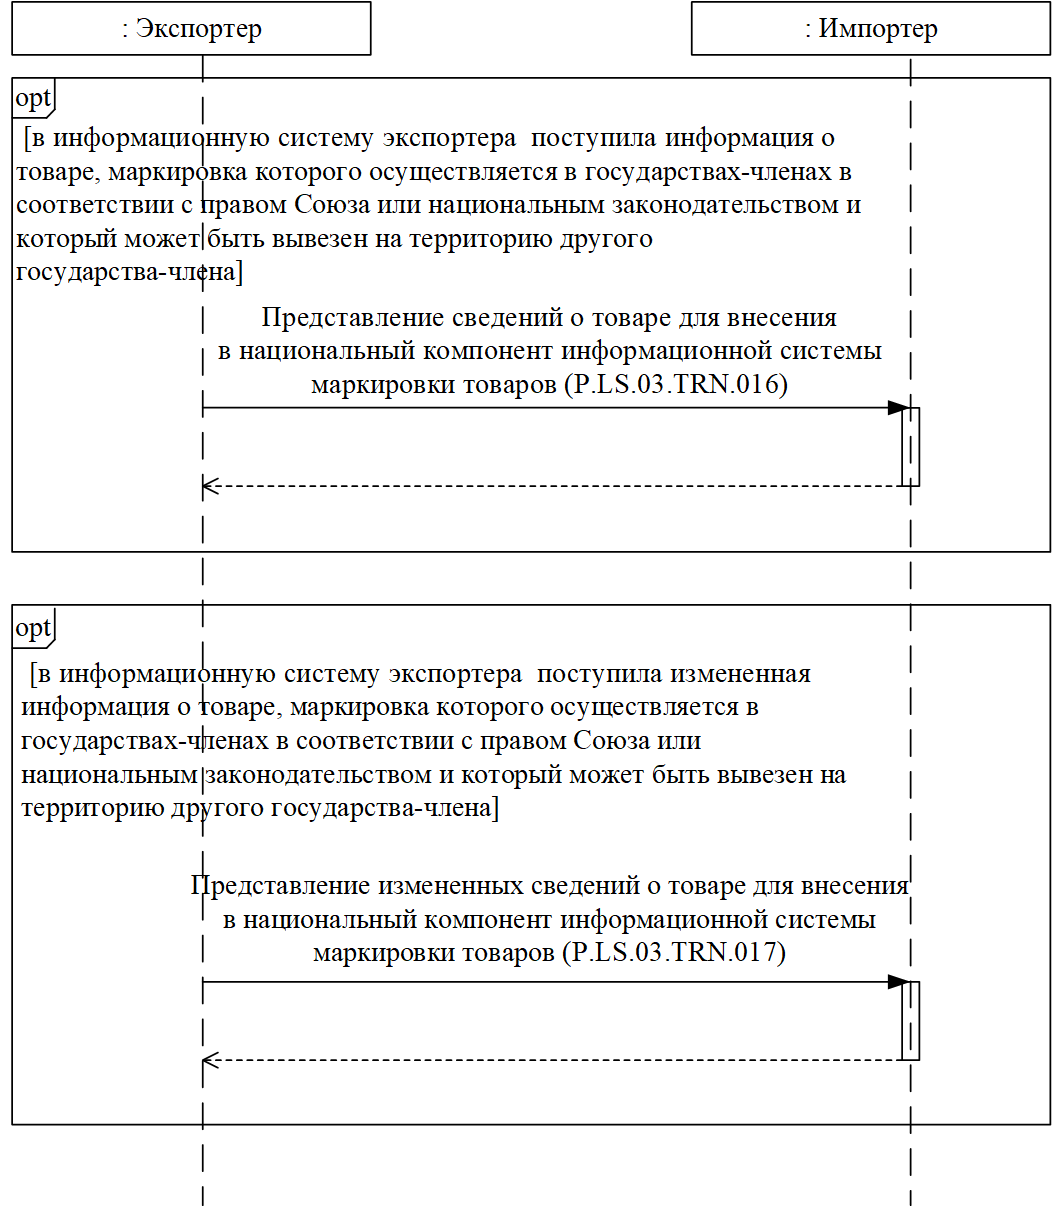 : Экспортер
: Импортер
opt
[в информационную систему экспортера  поступила информация о
товаре, маркировка которого осуществляется в государствах-членах в
соответствии с правом Союза или национальным законодательством и
который может быть вывезен на территорию другого
государства-члена]
Представление сведений о товаре для внесения
в национальный компонент информационной системы
маркировки товаров (P.LS.03.TRN.016)
opt
[в информационную систему экспортера  поступила измененная
информация о товаре, маркировка которого осуществляется в
государствах-членах в соответствии с правом Союза или
национальным законодательством и который может быть вывезен на
территорию другого государства-члена]
Представление измененных сведений о товаре для внесения
в национальный компонент информационной системы
маркировки товаров (P.LS.03.TRN.017)